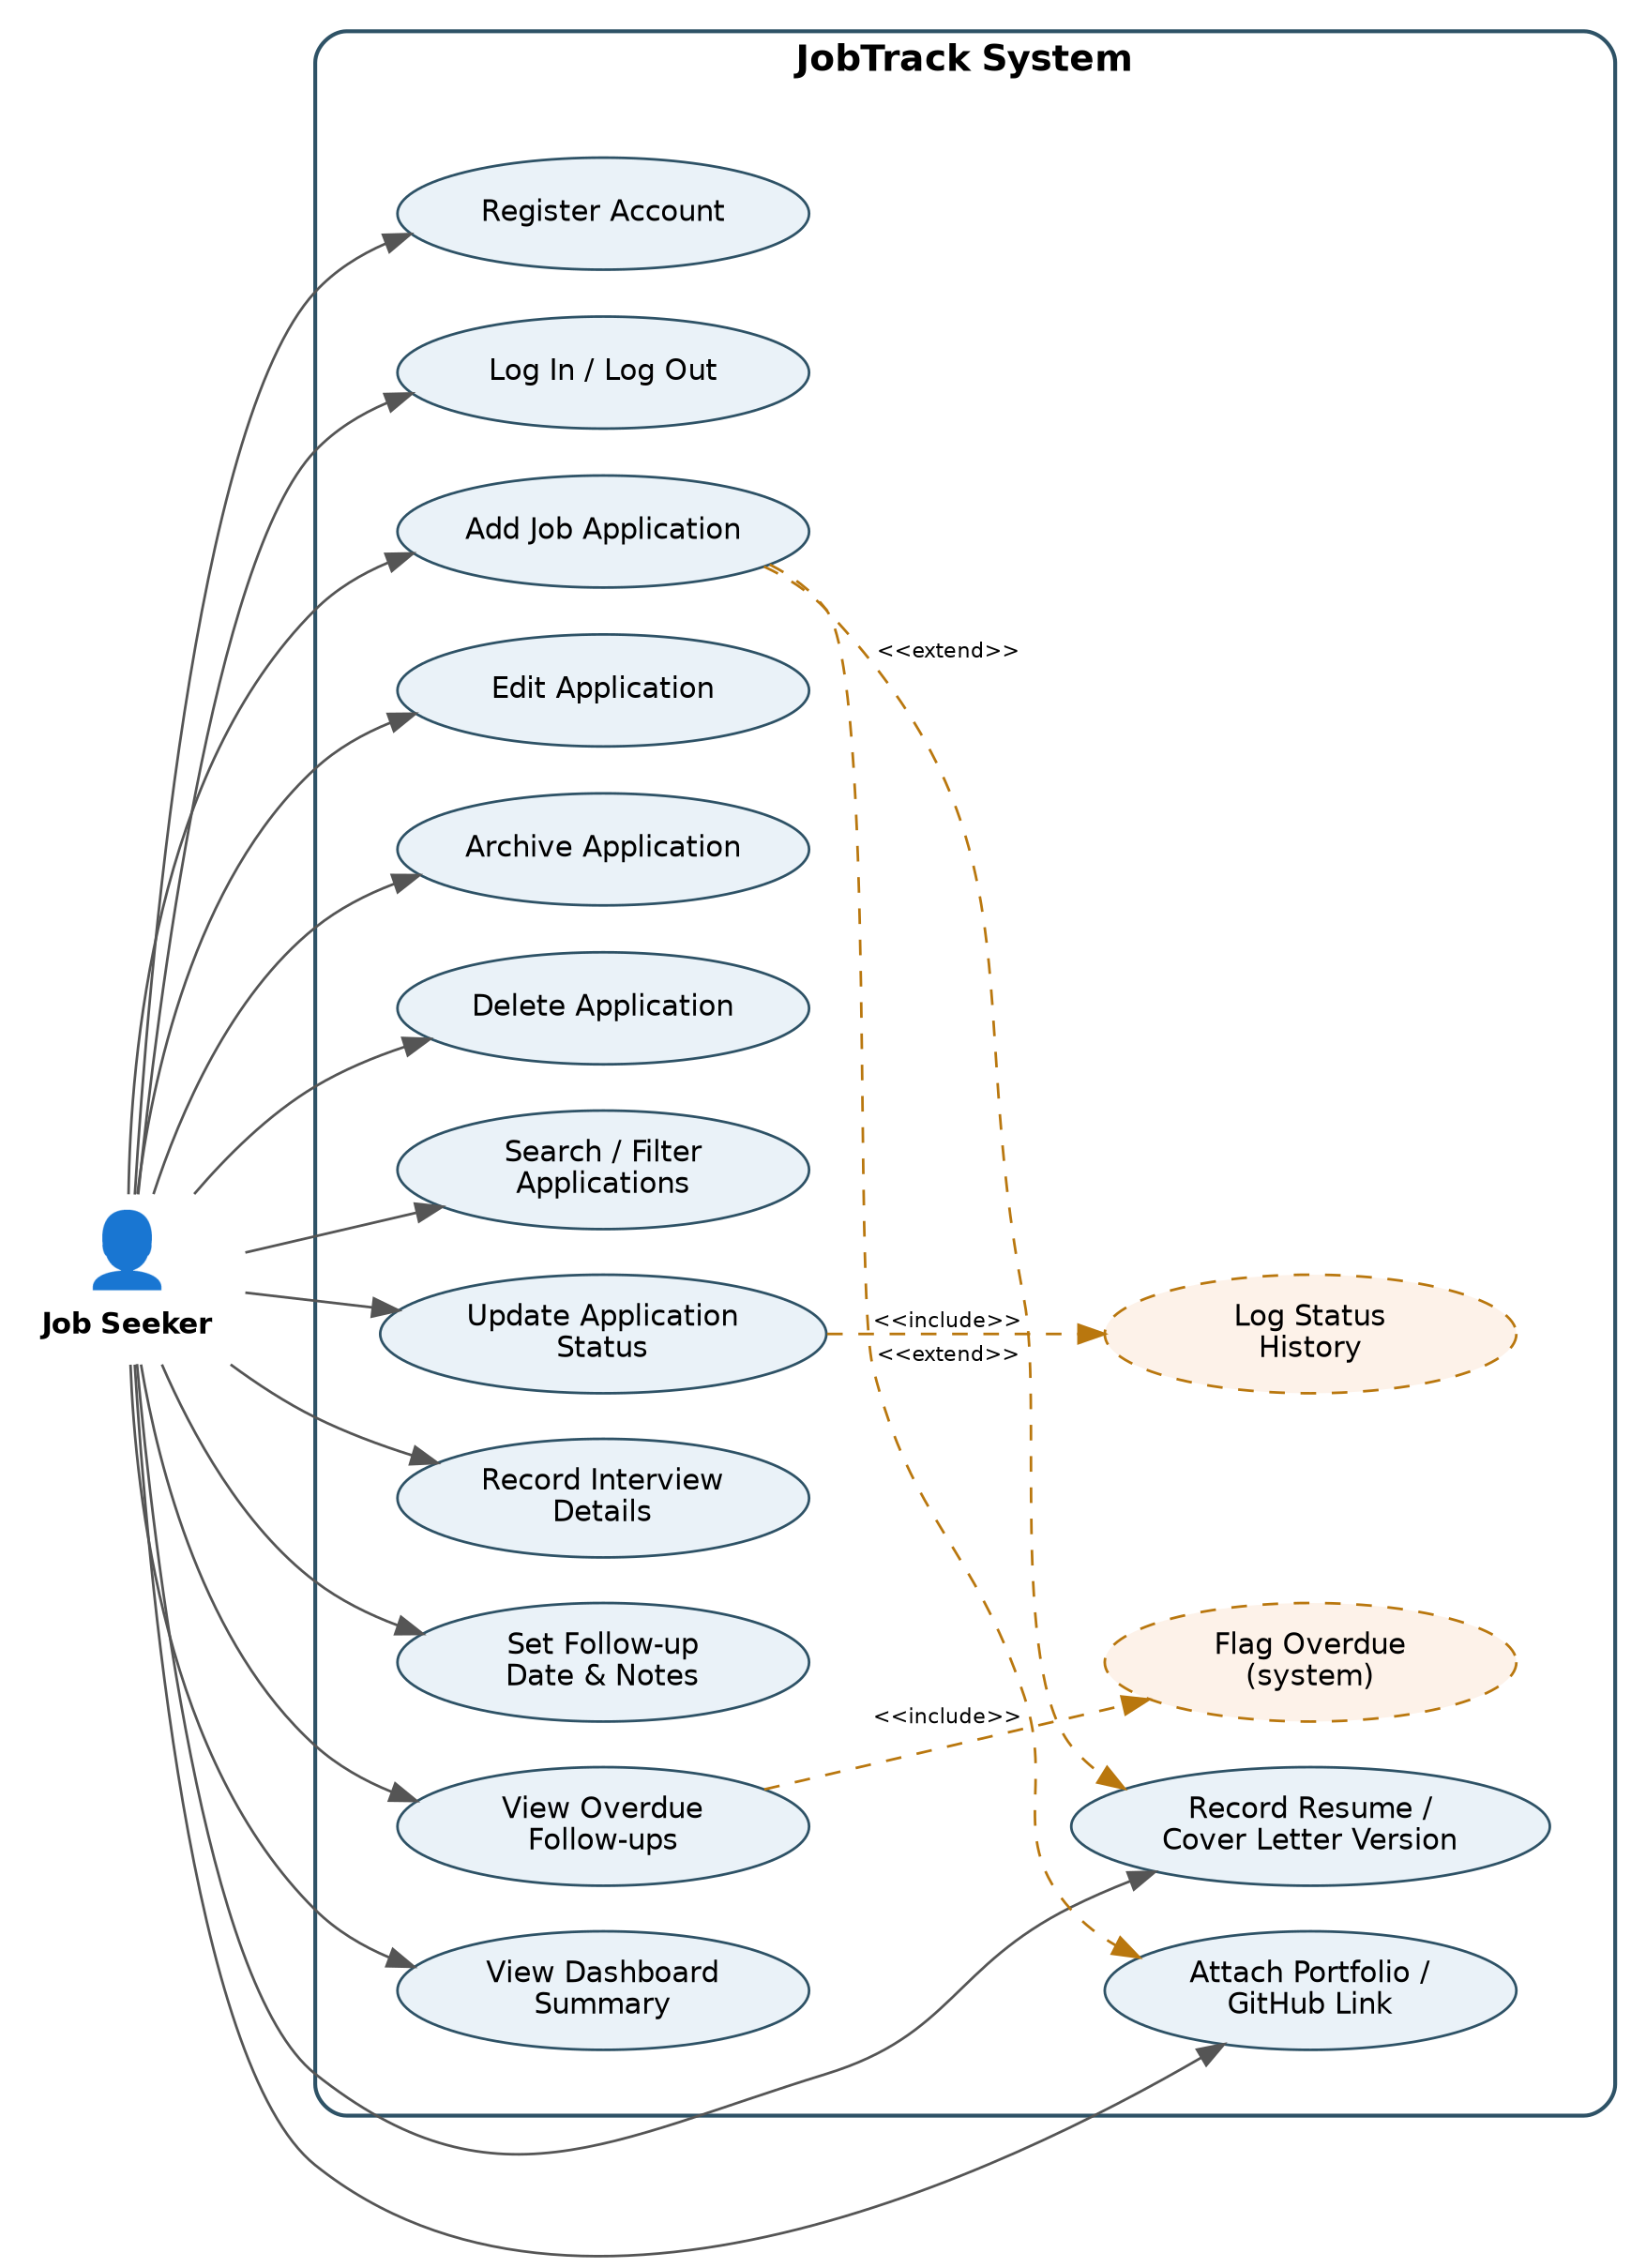 JobTrack System
Register Account
Log In / Log Out
Add Job Application
<<extend>>
Edit Application
Archive Application
Delete Application
Search / Filter
Applications
Job Seeker
Update Application
Status
<<include>>
<<extend>>
Log Status
History
Record Interview
Details
Set Follow-up
Date & Notes
Flag Overdue
(system)
<<include>>
View Overdue
Follow-ups
Record Resume /
Cover Letter Version
View Dashboard
Summary
Attach Portfolio /
GitHub Link